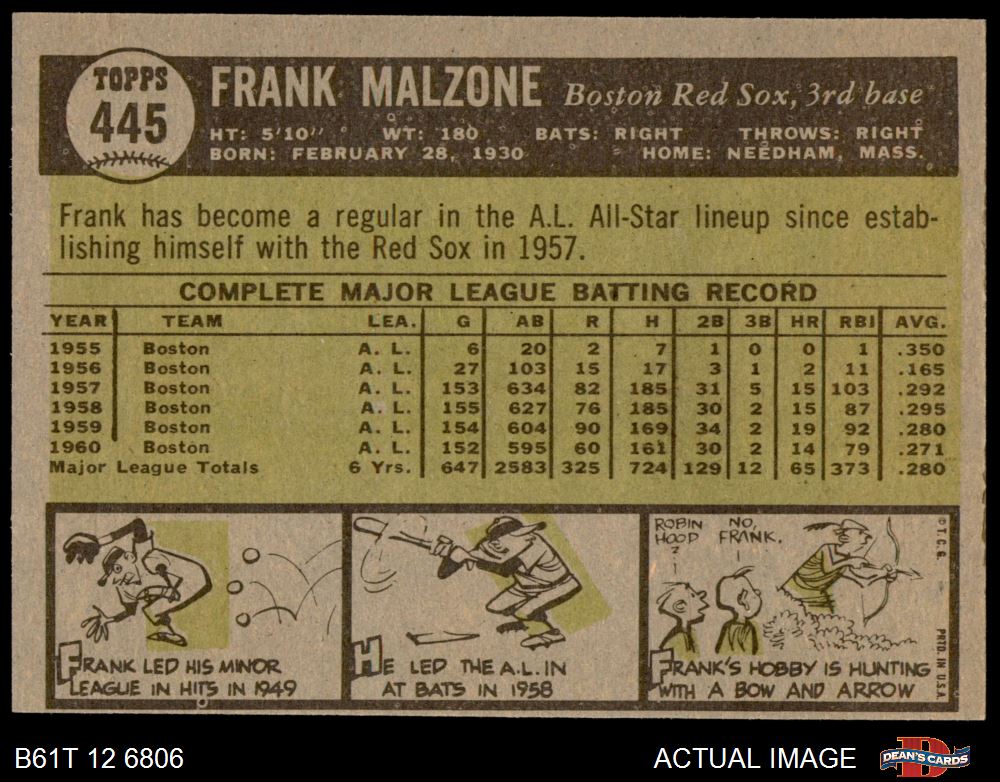 TOPPS
445
FRANK MALZONE Boston Red Sox, 3rd base
HT: 5'10" WT: 180 BATS: RIGHT THROWS: RIGHT
BORN: FEBRUARY 28, 1930 HOME: NEEDHAM, MASS.
Frank has become a regular in the A.L. All-Star lineup since estab-
lishing himself with the Red Sox in 1957.
COMPLETE MAJOR LEAGUE BATTING RECORD
YEAR TEAM LEA. G AB R H 2B 3B HR RBI AVG.
1955 Boston A. L. 6 20 2 7 1 0 0 1 .350
1956 Boston A. L. 27 103 15 17 3 1 2 11 .165
1957 Boston A. L. 153 634 82 185 31 5 15 103 .292
1958 Boston A. L. 155 627 76 185 30 2 15 87 .295
1959 Boston A. L. 154 604 90 169 34 2 19 92 .280
1960 Boston A. L. 152 595 60 161 30 2 14 79 .271
Major League Totals 6 Yrs. 647 2583 325 724 129 12 65 373 .280
FRANK LED HIS MINOR
LEAGUE IN HITS IN 1949
HE LED THE A.L. IN
AT BATS IN 1958
ROBIN
HOOD
?
NO,
FRANK.
FRANK'S HOBBY IS HUNTING
WITH A BOW AND ARROW
© T. C. G.
PRTD. IN U.S.A.
B61T 12 6806
ACTUAL IMAGE
DEAN'S CARDS